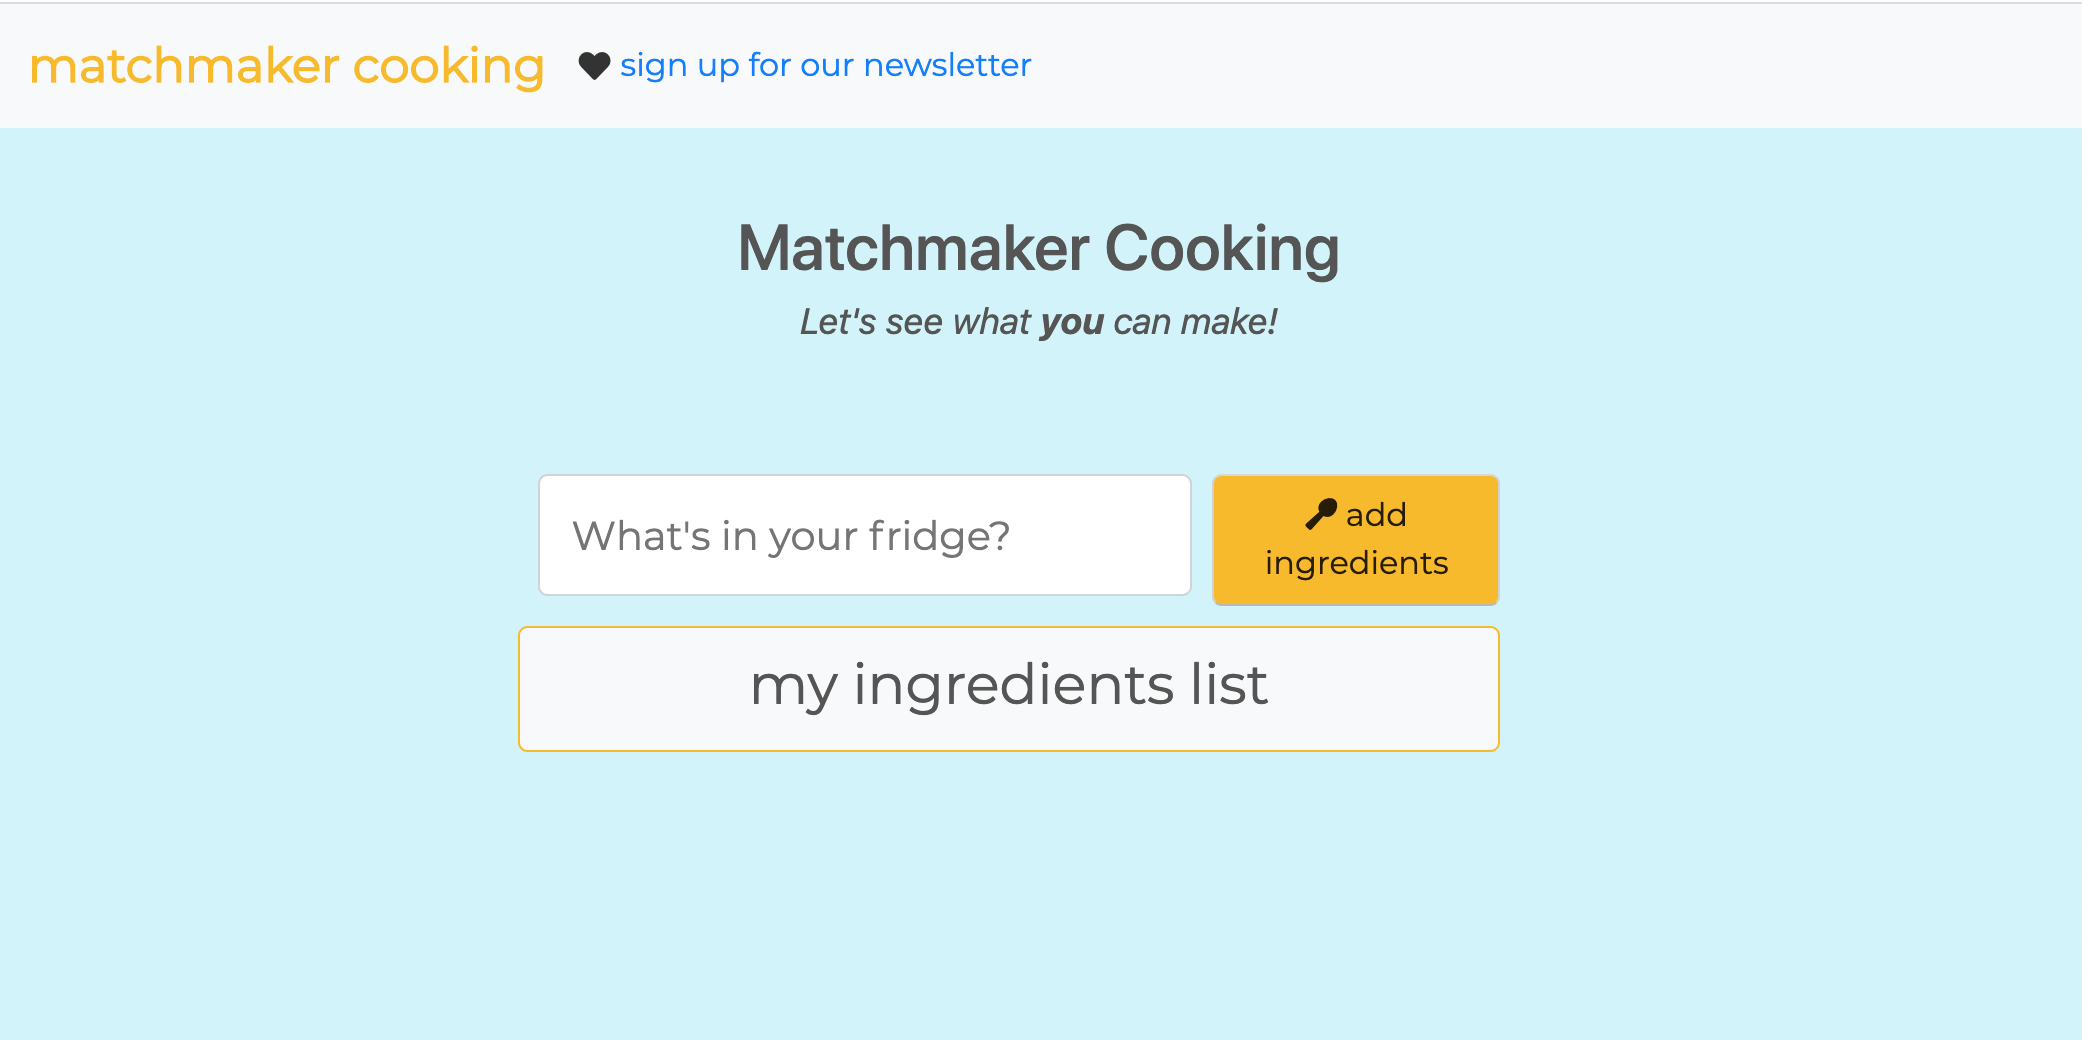 matchmaker cooking sign up for our newsletter
Matchmaker Cooking
Let's see what you can make!
What's in your fridge?
add
ingredients
my ingredients list